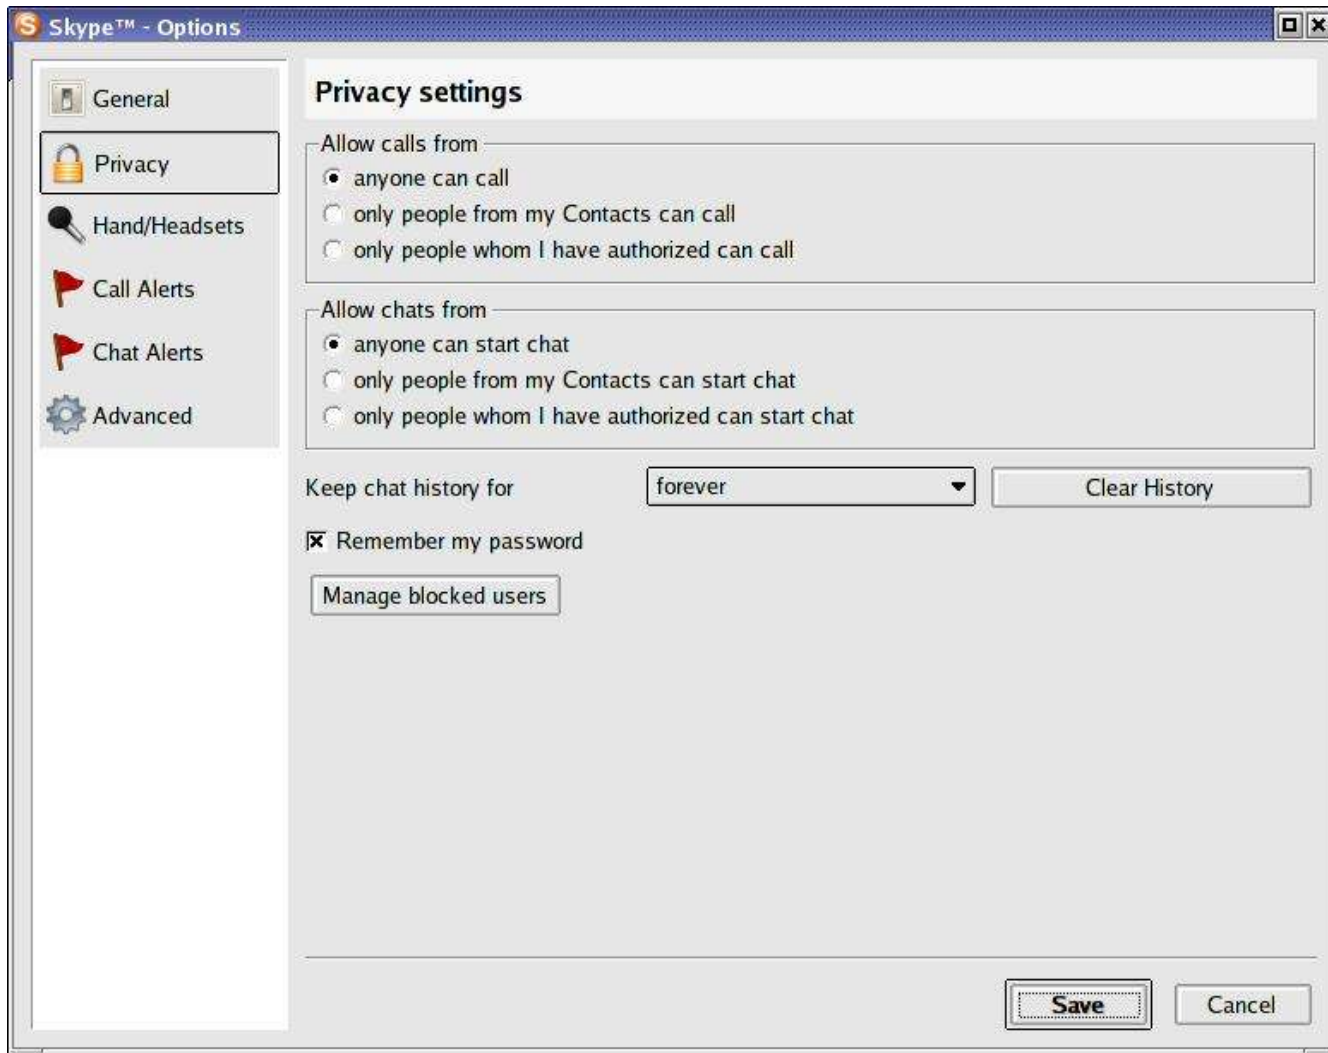 Skype™ - Options
General
Privacy
Hand/Headsets
Call Alerts
Chat Alerts
Advanced
Privacy settings
Allow calls from
anyone can call
only people from my Contacts can call
only people whom I have authorized can call
Allow chats from
anyone can start chat
only people from my Contacts can start chat
only people whom I have authorized can start chat
Keep chat history for forever Clear History
Remember my password
Manage blocked users
Save Cancel